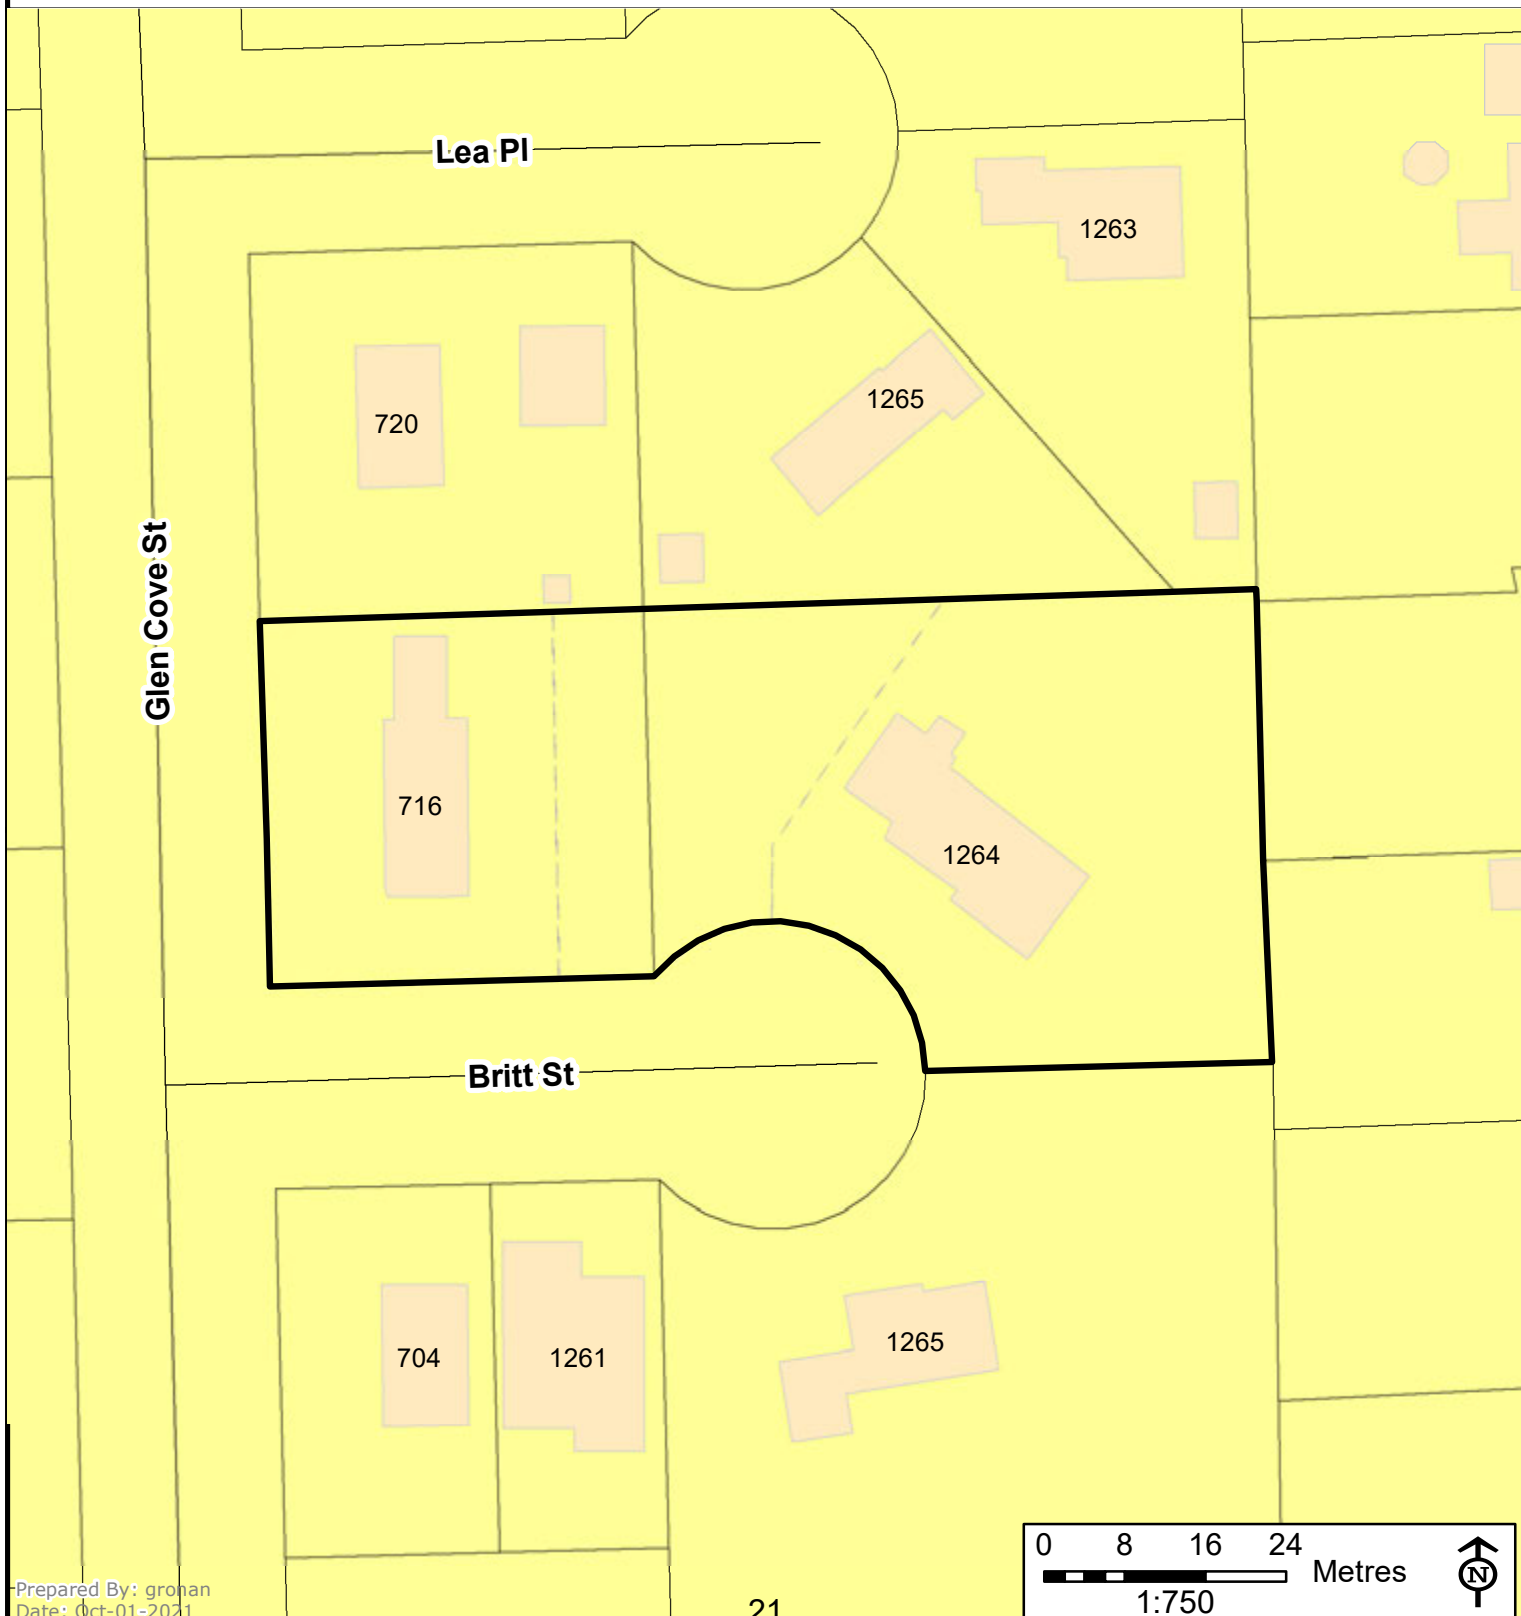 Lea Pl
1263
1265
720
Glen Cove St
716
1264
Britt St
704
1261
1265
0 8 16 24
Metres
N
1:750
Prepared By: gronan
Date: Oct-01-2021
21